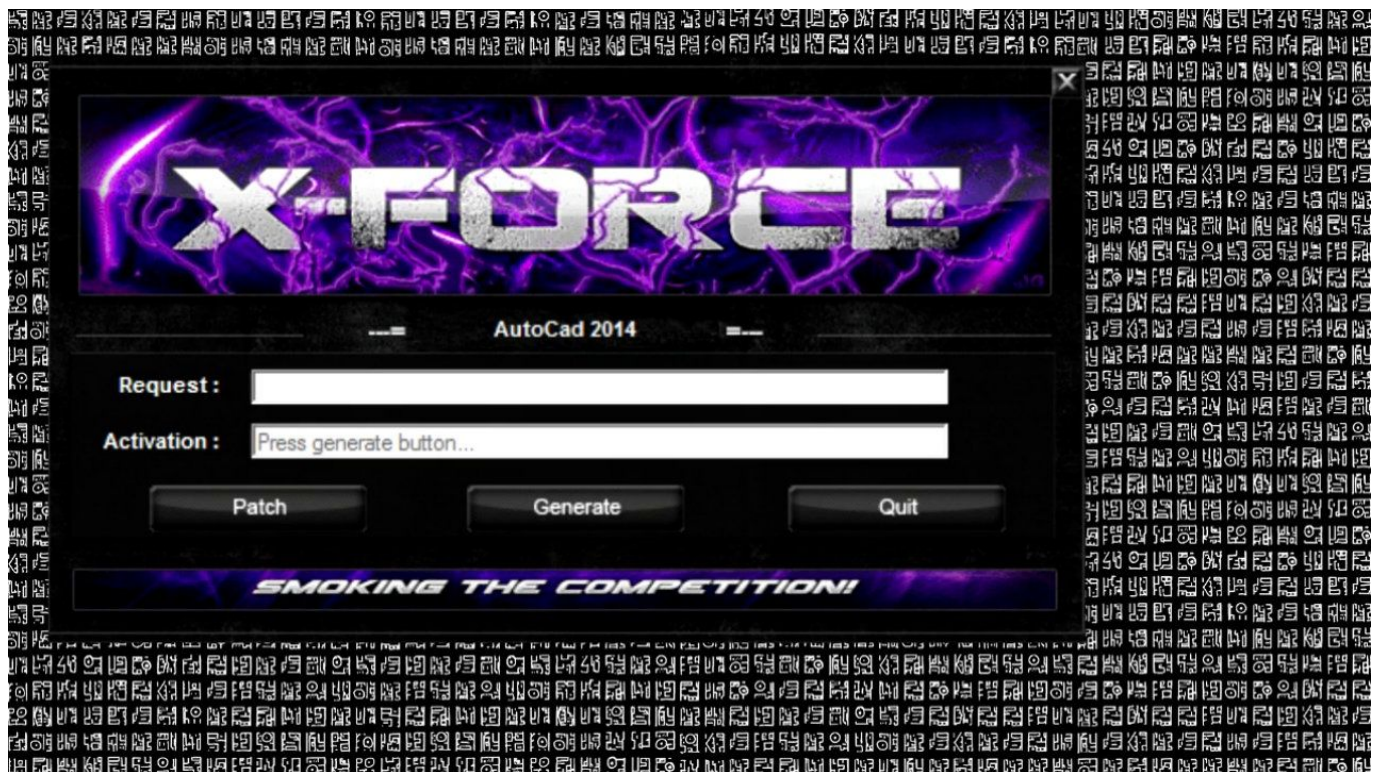 X
X-FORCE
---= AutoCad 2014 =---
Request :
Activation : Press generate button...
Patch Generate Quit
SMOKING THE COMPETITION!